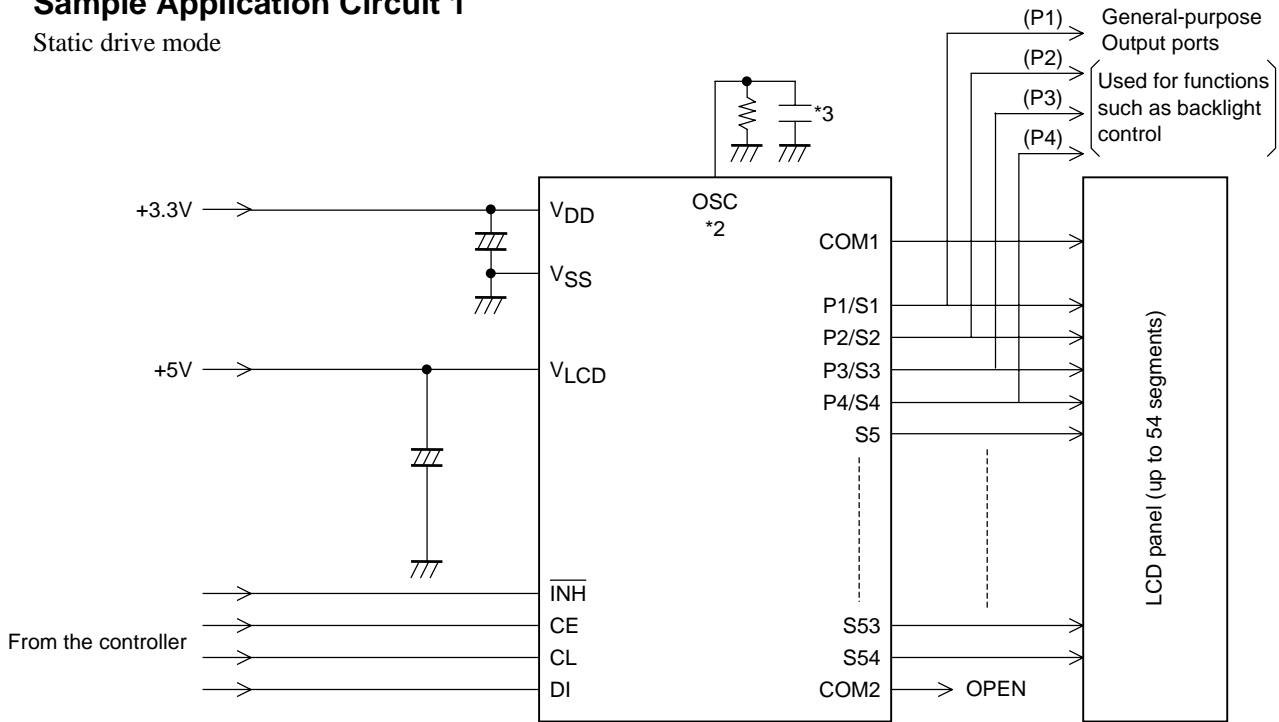 Sample Application Circuit 1
Static drive mode
(P1)
General-purpose
Output ports
(P2)
Used for functions
such as backlight
control
(P3)
(P4)
*3
+3.3V
VDD
OSC
*2
COM1
VSS
P1/S1
P2/S2
+5V
VLCD
P3/S3
P4/S4
S5
LCD panel (up to 54 segments)
INH
From the controller
CE
S53
CL
S54
DI
COM2
OPEN